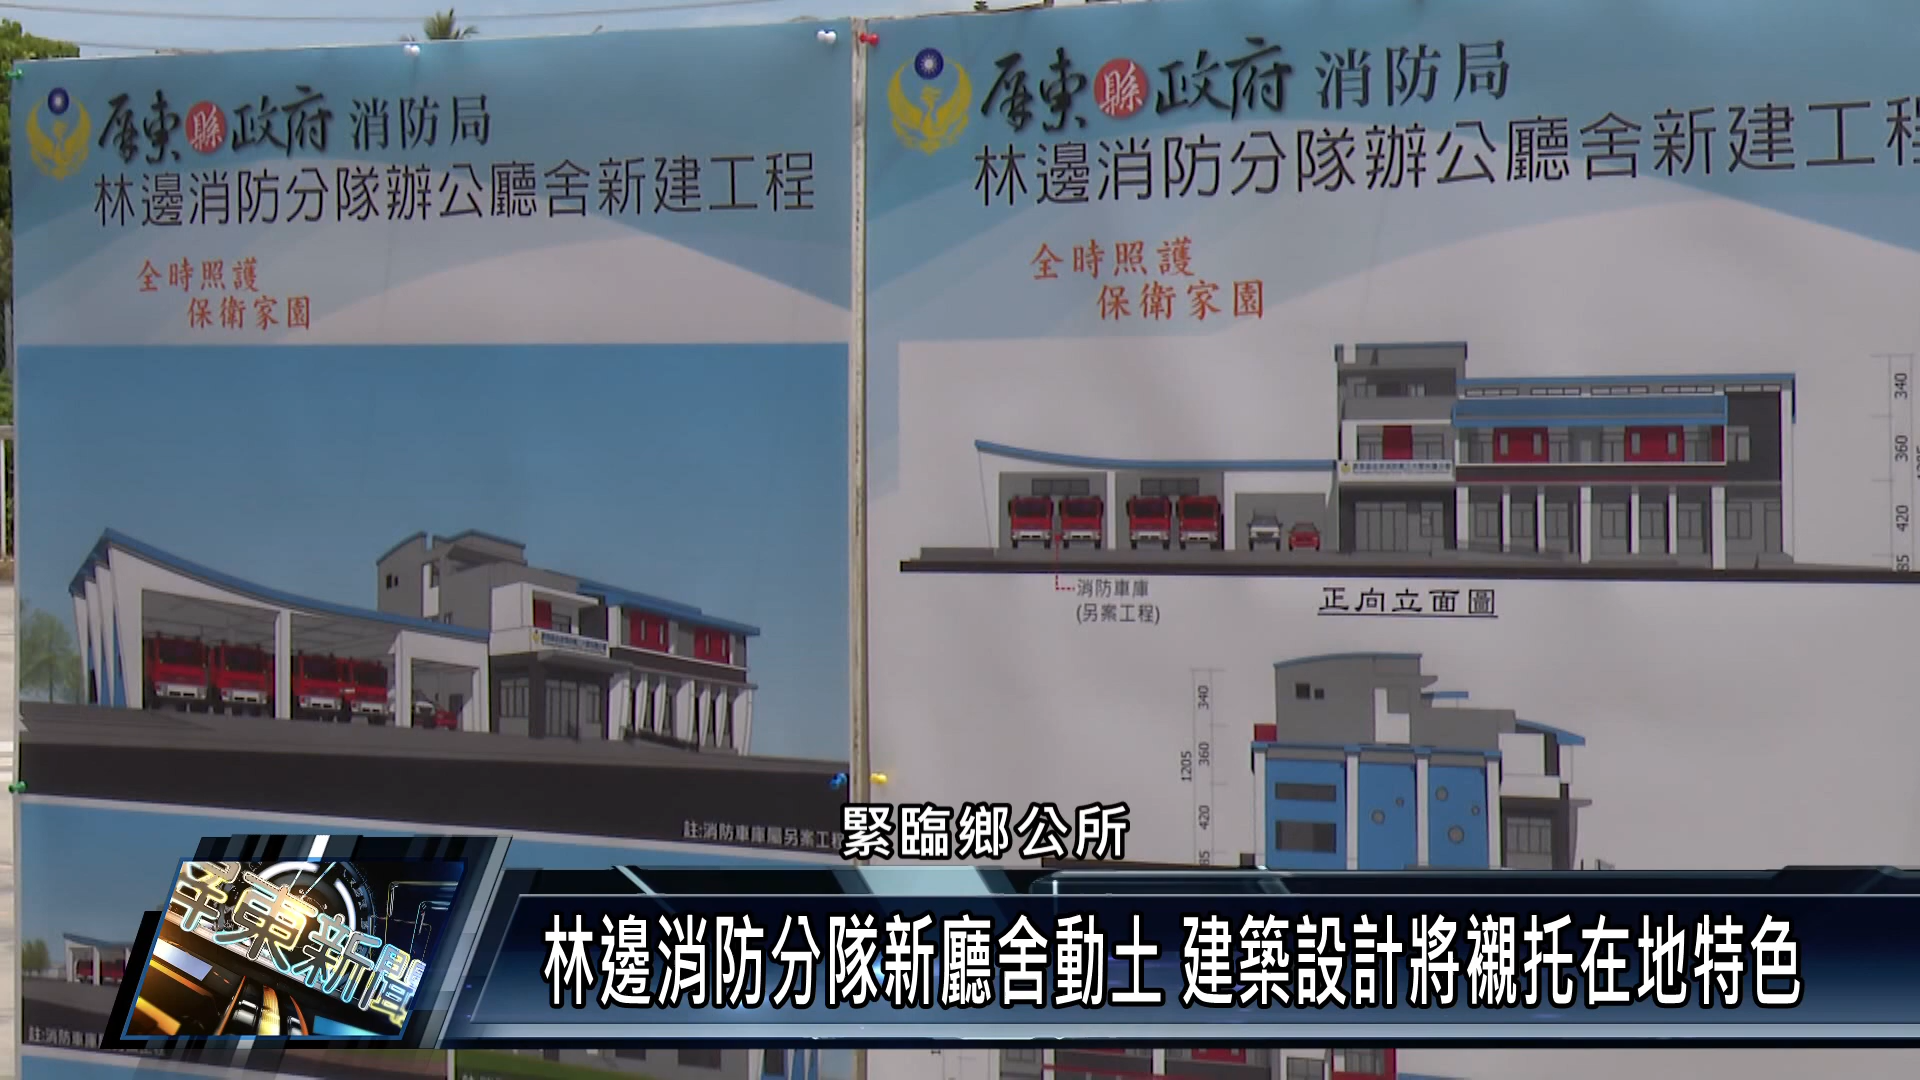 屏東縣政府 消防局
林邊消防分隊辦公廳舍新建工程
全時照護
保衛家園
註:消防車庫屬另案工程
屏東縣政府 消防局
林邊消防分隊辦公廳舍新建工程
全時照護
保衛家園
340
360
420
85
消防車庫
(另案工程)
正向立面圖
340
360
1205
420
85
緊臨鄉公所
屏東新聞
林邊消防分隊新廳舍動土 建築設計將襯托在地特色